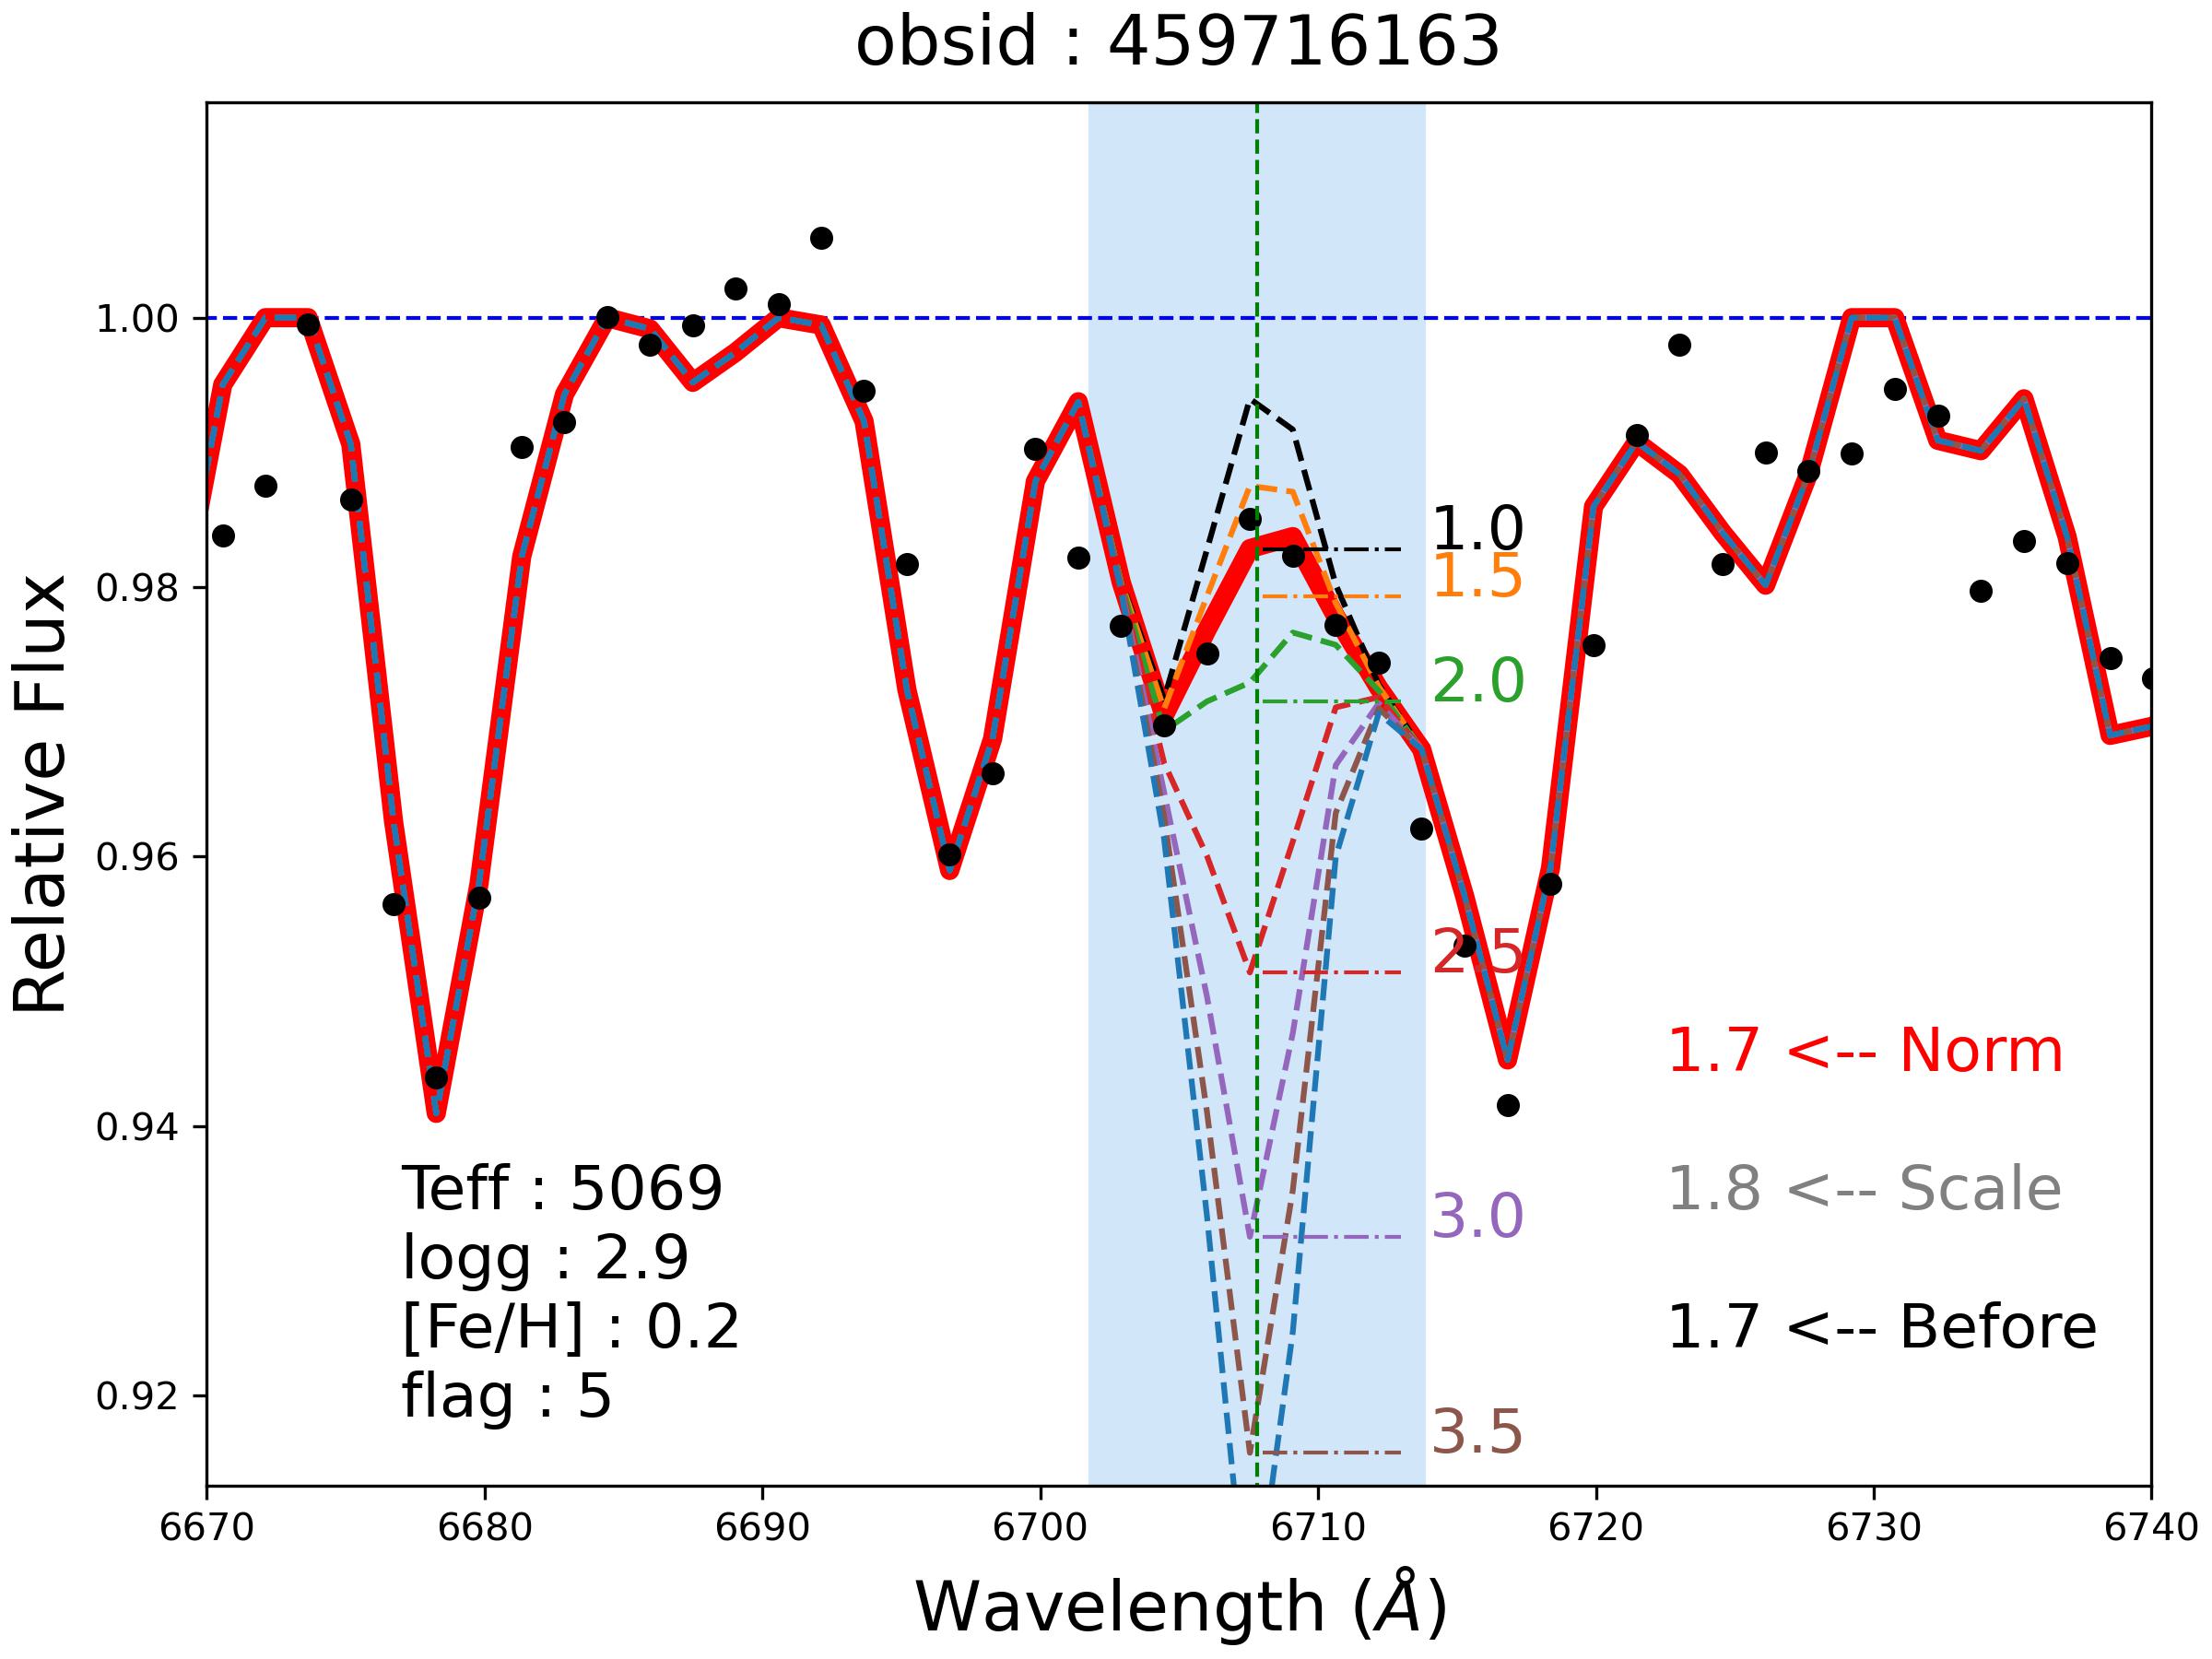 obsid : 459716163
Relative Flux
1.00
0.98
0.96
0.94
0.92
1.0
1.5
2.0
2.5
3.0
3.5
1.7 <-- Norm
1.8 <-- Scale
1.7 <-- Before
Teff : 5069
logg : 2.9
[Fe/H] : 0.2
flag : 5
6670 6680 6690 6700 6710 6720 6730 6740
Wavelength (Å)